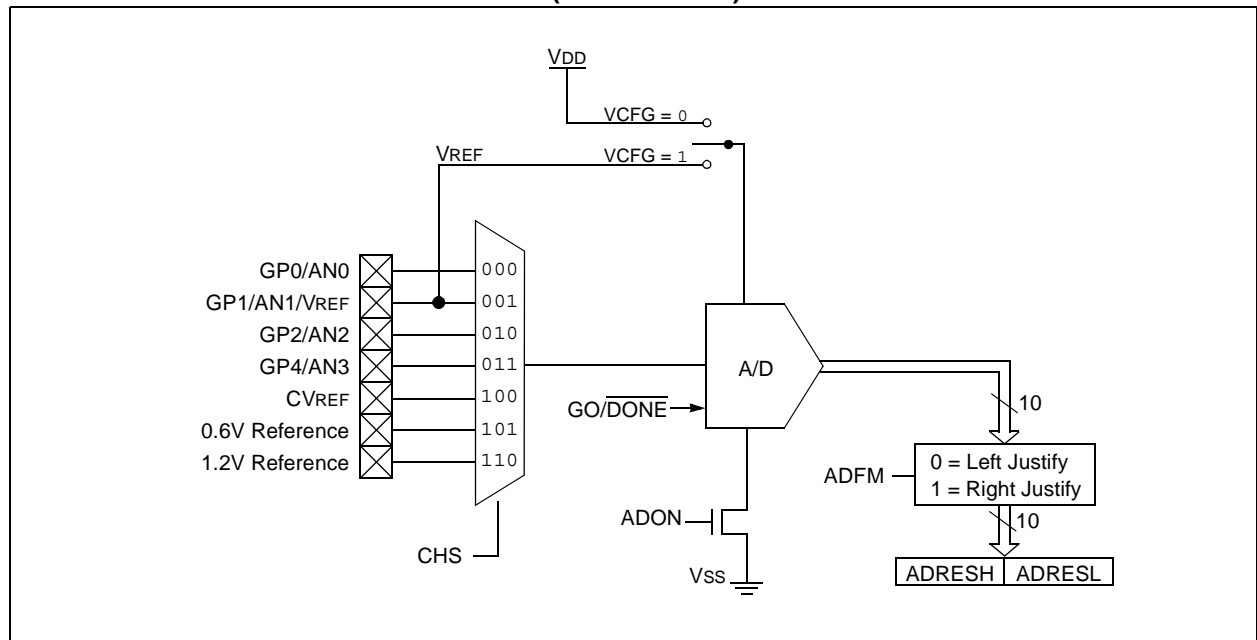 VDD
VCFG = 0
VREF
VCFG = 1
GP0/AN0
000
GP1/AN1/VREF
001
GP2/AN2
010
GP4/AN3
011
CVREF
100
0.6V Reference
101
1.2V Reference
110
CHS
A/D
GO/DONE
ADON
VSS
10
ADFM
0 = Left Justify
1 = Right Justify
10
ADRESH ADRESL